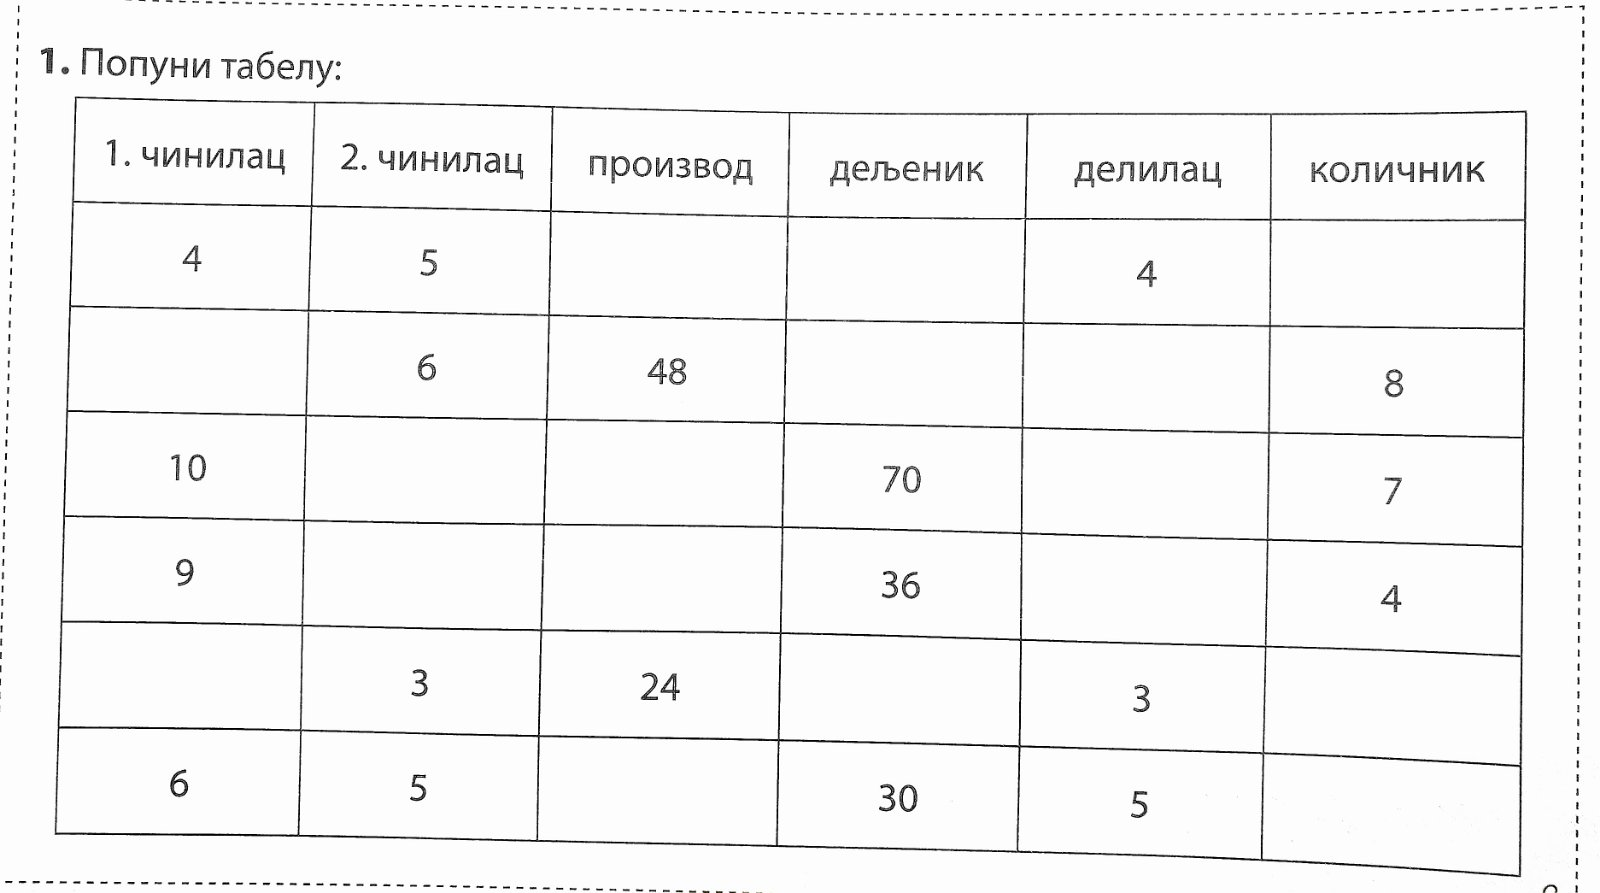 1. Попуни табелу:
1. чинилац 2. чинилац производ дељеник делилац количник
4 5 4
6 48 8
10 70 7
9 36 4
3 24 3
6 5 30 5